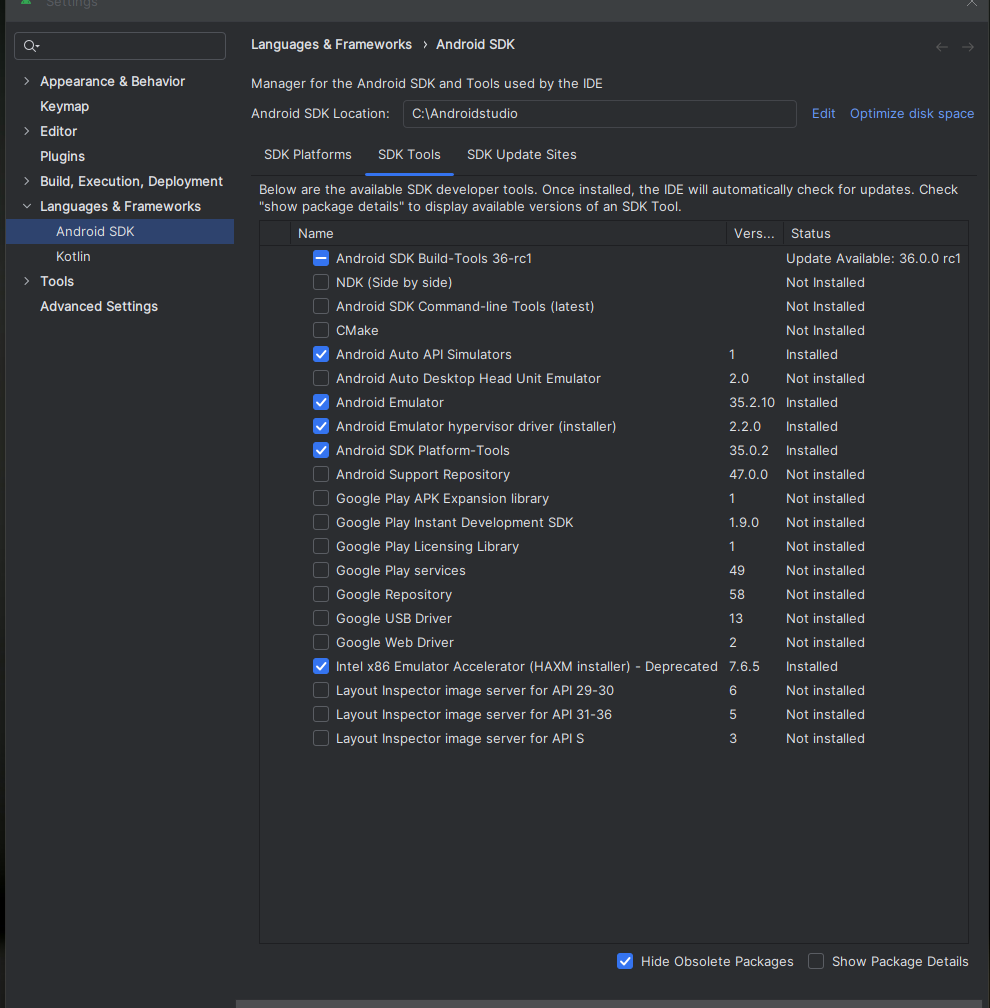 Settings
Languages & Frameworks › Android SDK
Appearance & Behavior
Keymap
Editor
Plugins
Build, Execution, Deployment
Languages & Frameworks
Android SDK
Kotlin
Tools
Advanced Settings
Manager for the Android SDK and Tools used by the IDE
Android SDK Location: C:\Androidstudio Edit Optimize disk space
SDK Platforms SDK Tools SDK Update Sites
Below are the available SDK developer tools. Once installed, the IDE will automatically check for updates. Check
"show package details" to display available versions of an SDK Tool.
Name Vers... Status
Android SDK Build-Tools 36-rc1 Update Available: 36.0.0 rc1
NDK (Side by side) Not Installed
Android SDK Command-line Tools (latest) Not Installed
CMake Not Installed
Android Auto API Simulators 1 Installed
Android Auto Desktop Head Unit Emulator 2.0 Not installed
Android Emulator 35.2.10 Installed
Android Emulator hypervisor driver (installer) 2.2.0 Installed
Android SDK Platform-Tools 35.0.2 Installed
Android Support Repository 47.0.0 Not installed
Google Play APK Expansion library 1 Not installed
Google Play Instant Development SDK 1.9.0 Not installed
Google Play Licensing Library 1 Not installed
Google Play services 49 Not installed
Google Repository 58 Not installed
Google USB Driver 13 Not installed
Google Web Driver 2 Not installed
Intel x86 Emulator Accelerator (HAXM installer) - Deprecated 7.6.5 Installed
Layout Inspector image server for API 29-30 6 Not installed
Layout Inspector image server for API 31-36 5 Not installed
Layout Inspector image server for API S 3 Not installed
Hide Obsolete Packages Show Package Details